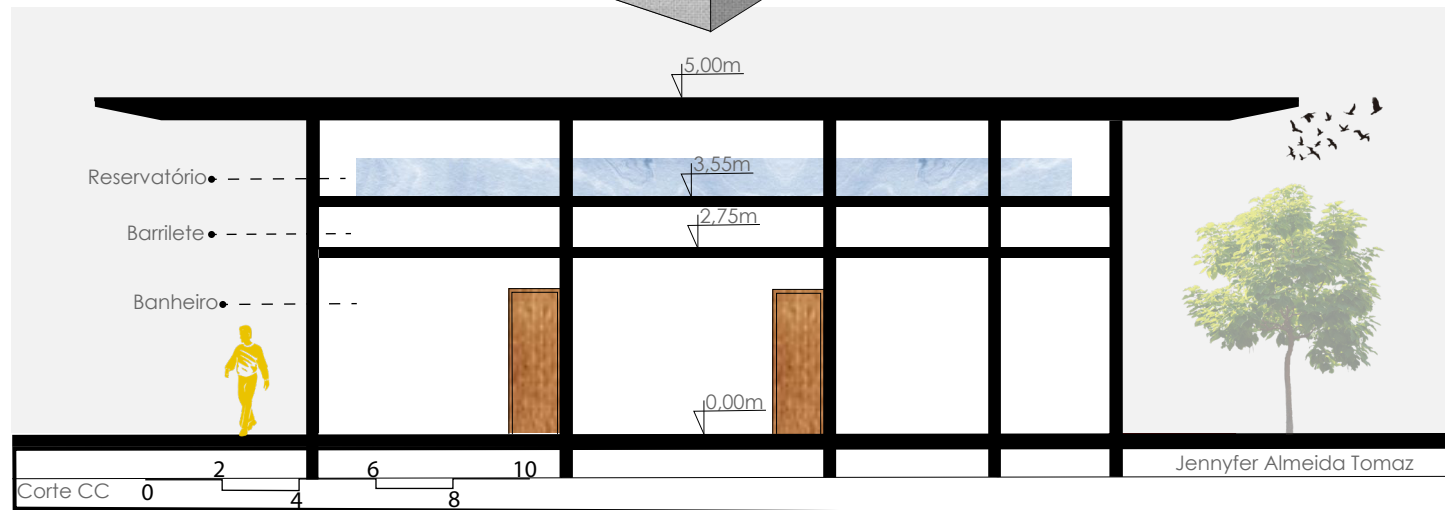 5,00m
Reservatório
3,55m
Barrilete
2,75m
Banheiro
0,00m
Jennyfer Almeida Tomaz
Corte CC
0 2 4 6 8 10